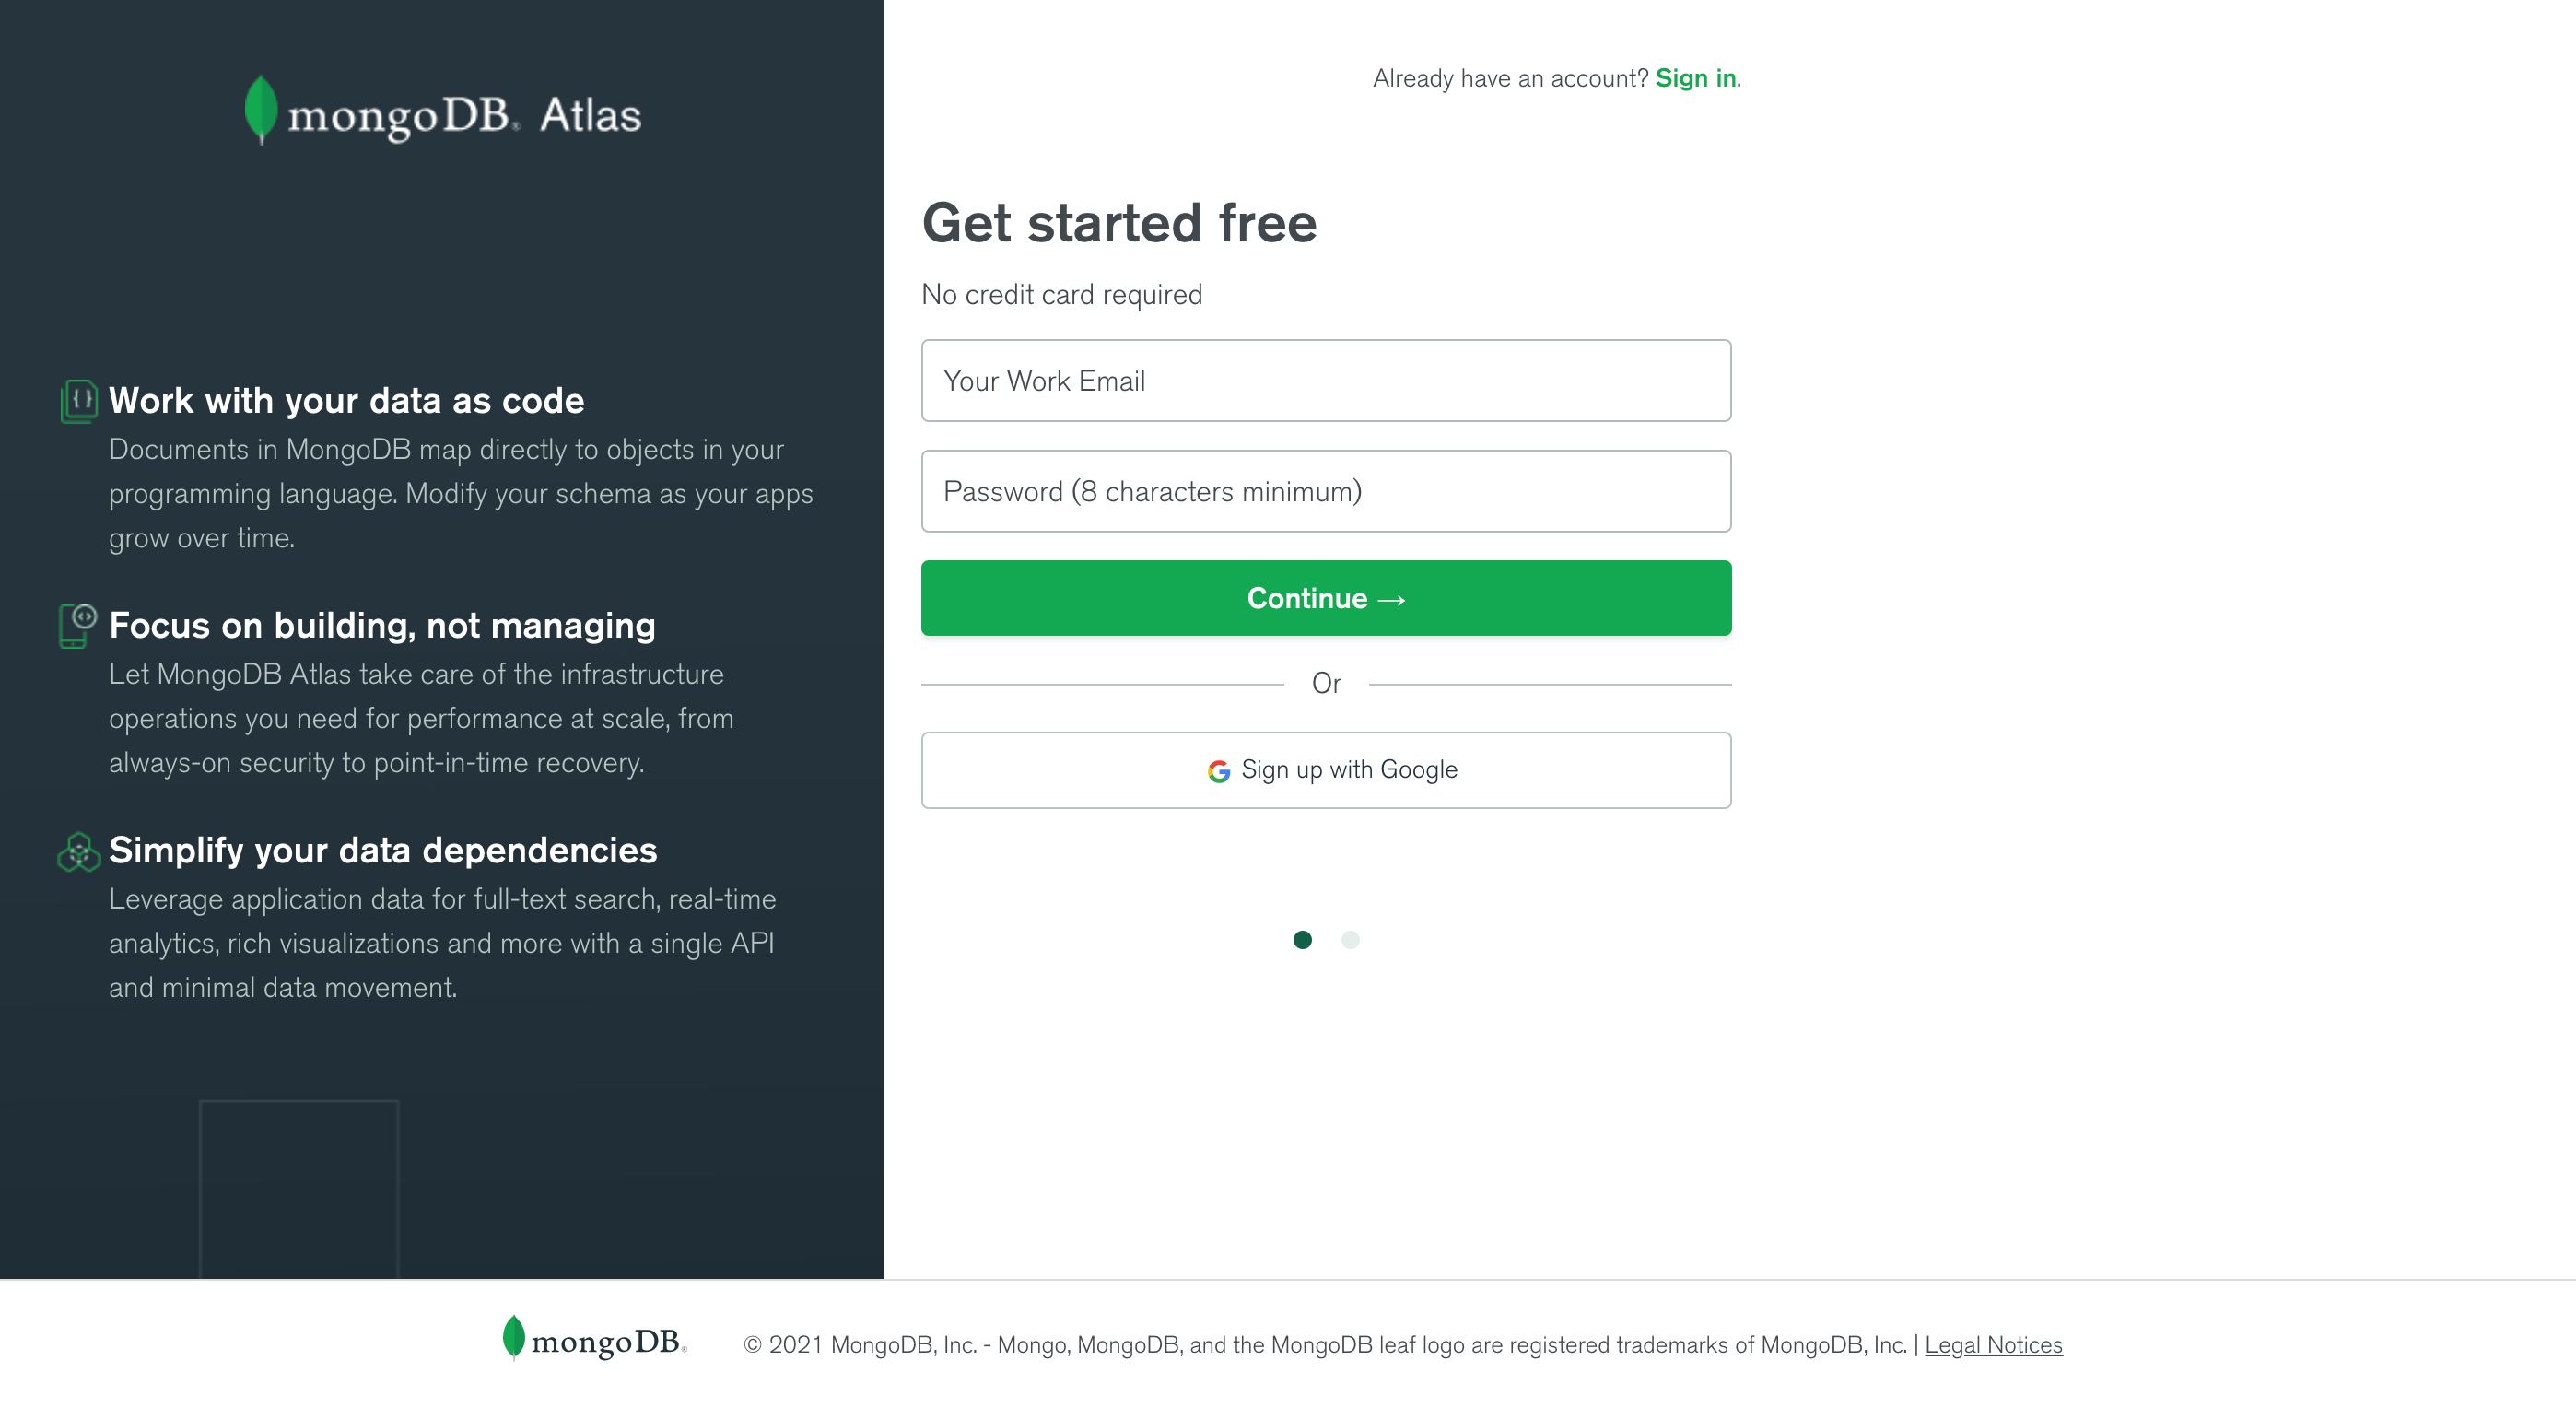 mongoDB® Atlas
Work with your data as code
Documents in MongoDB map directly to objects in your
programming language. Modify your schema as your apps
grow over time.
Focus on building, not managing
Let MongoDB Atlas take care of the infrastructure
operations you need for performance at scale, from
always-on security to point-in-time recovery.
Simplify your data dependencies
Leverage application data for full-text search, real-time
analytics, rich visualizations and more with a single API
and minimal data movement.
Already have an account? Sign in.
Get started free
No credit card required
Your Work Email
Password (8 characters minimum)
Continue →
Or
Sign up with Google
mongoDB®
© 2021 MongoDB, Inc. - Mongo, MongoDB, and the MongoDB leaf logo are registered trademarks of MongoDB, Inc. | Legal Notices